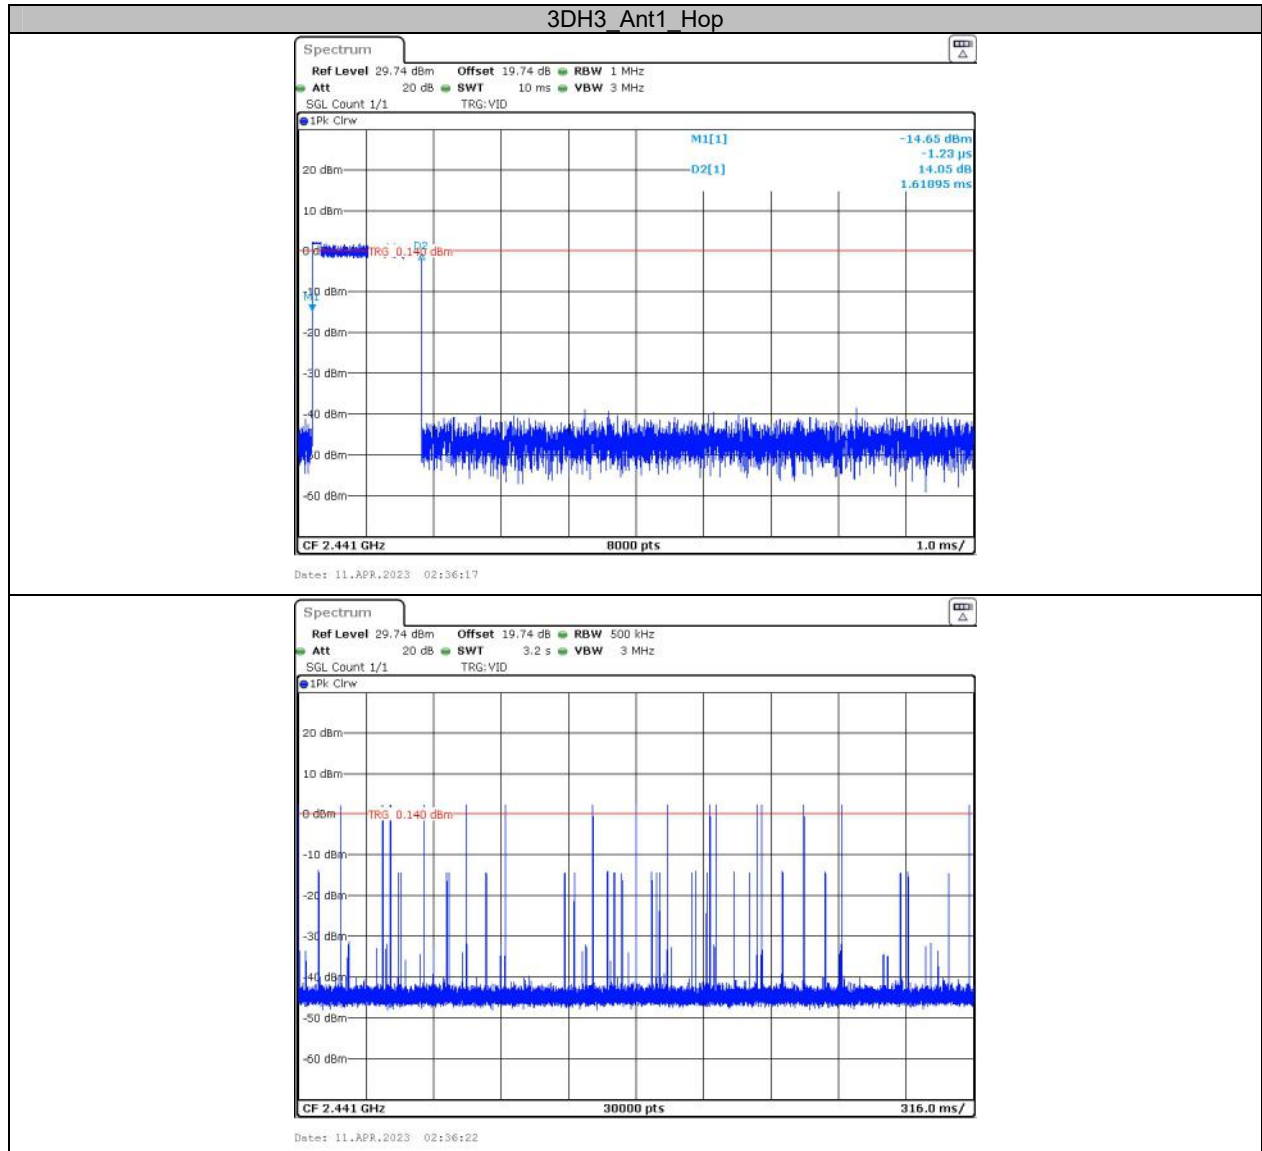 3DH3_Ant1_Hop
Spectrum
Ref Level 29.74 dBm Offset 19.74 dB RBW 1 MHz
Att 20 dB SWT 10 ms VBW 3 MHz
SGL Count 1/1 TRG:VID
1Pk Clrw
M1[1] -14.65 dBm
-1.23 µs
20 dBm D2[1] 14.05 dB
1.61895 ms
10 dBm
D2
TRG 0.140 dBm
M1
-10 dBm
-20 dBm
-30 dBm
-40 dBm
-50 dBm
-60 dBm
CF 2.441 GHz 8000 pts 1.0 ms/
Date: 11.APR.2023 02:36:17
Spectrum
Ref Level 29.74 dBm Offset 19.74 dB RBW 500 kHz
Att 20 dB SWT 3.2 s VBW 3 MHz
SGL Count 1/1 TRG:VID
1Pk Clrw
20 dBm
10 dBm
0 dBm TRG 0.140 dBm
-10 dBm
-20 dBm
-30 dBm
-40 dBm
-50 dBm
-60 dBm
CF 2.441 GHz 30000 pts 316.0 ms/
Date: 11.APR.2023 02:36:22